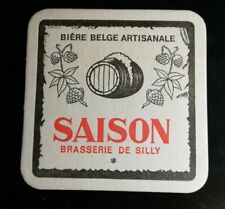 BIÈRE BELGE ARTISANALE
SAISON
BRASSERIE DE SILLY